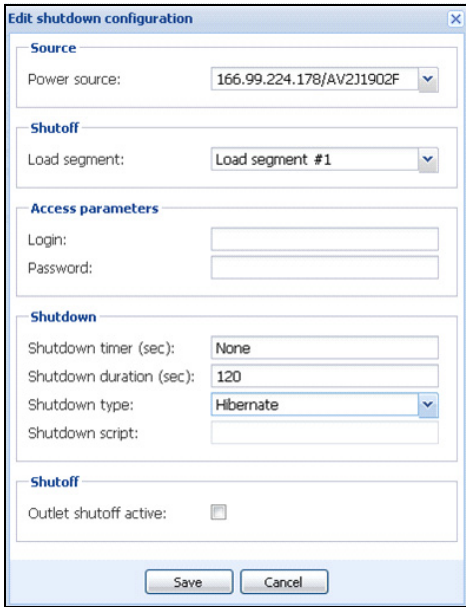 Edit shutdown configuration
Source
Power source: 166.99.224.178/AV2J1902F
Shutoff
Load segment: Load segment #1
Access parameters
Login:
Password:
Shutdown
Shutdown timer (sec): None
Shutdown duration (sec): 120
Shutdown type: Hibernate
Shutdown script:
Shutoff
Outlet shutoff active:
Save Cancel